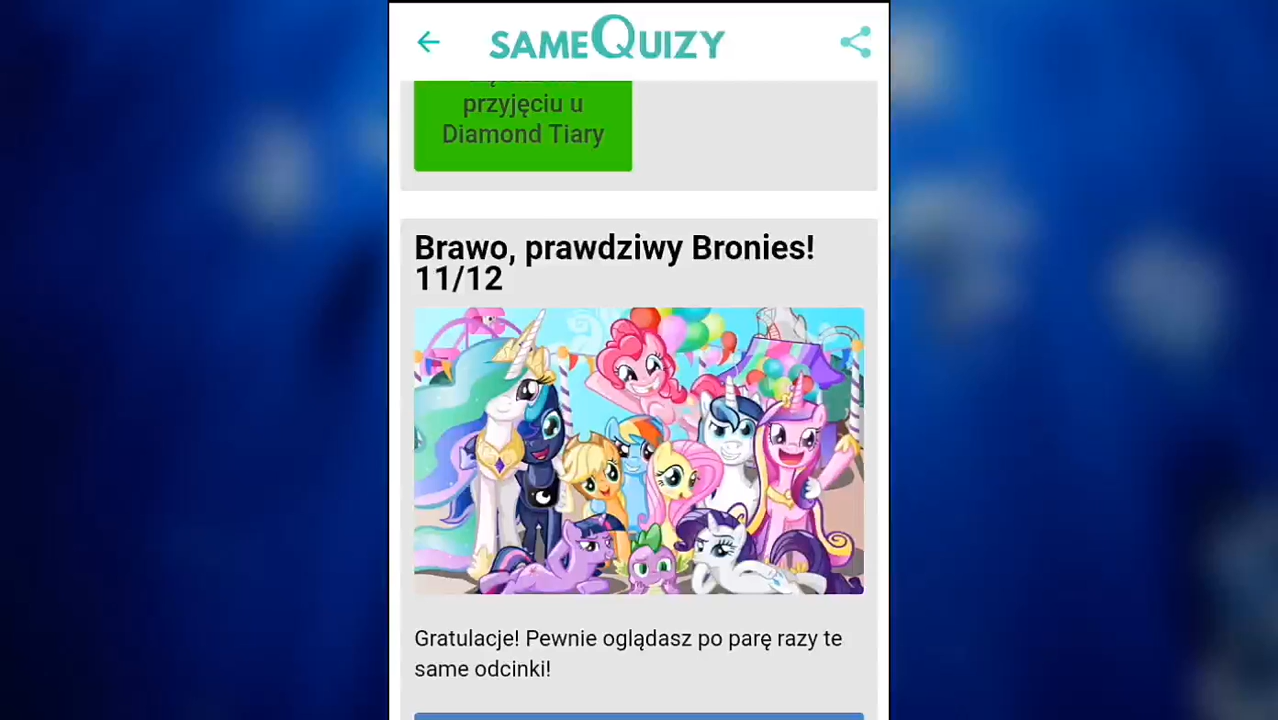 SAMEQUIZY
przyjęciu u
Diamond Tiary
Brawo, prawdziwy Bronies!
11/12
Gratulacje! Pewnie oglądasz po parę razy te
same odcinki!